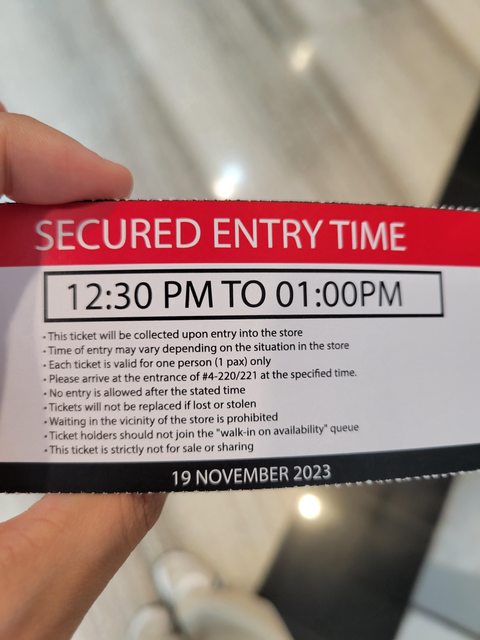 SECURED ENTRY TIME
12:30 PM TO 01:00PM
• This ticket will be collected upon entry into the store
• Time of entry may vary depending on the situation in the store
• Each ticket is valid for one person (1 pax) only
• Please arrive at the entrance of #4-220/221 at the specified time.
• No entry is allowed after the stated time
• Tickets will not be replaced if lost or stolen
• Waiting in the vicinity of the store is prohibited
• Ticket holders should not join the "walk-in on availability" queue
• This ticket is strictly not for sale or sharing
19 NOVEMBER 2023